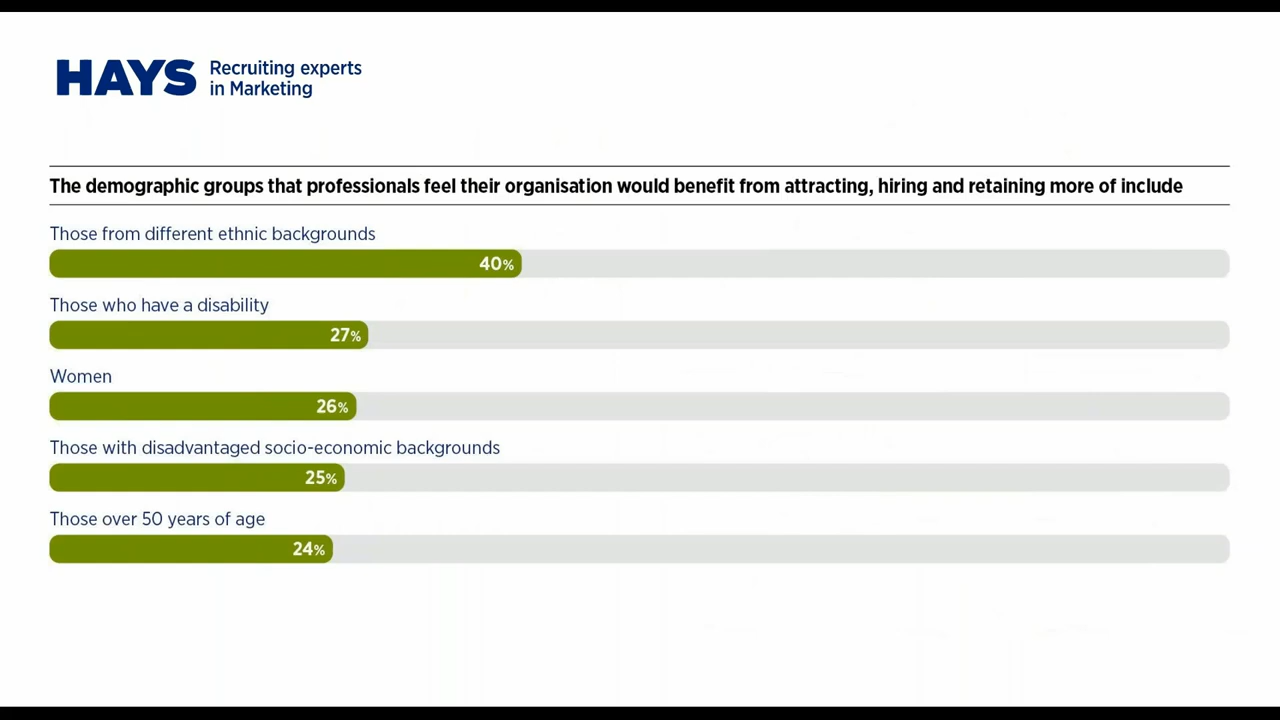 HAYS Recruiting experts
in Marketing
The demographic groups that professionals feel their organisation would benefit from attracting, hiring and retaining more of include
Those from different ethnic backgrounds
40%
Those who have a disability
27%
Women
26%
Those with disadvantaged socio-economic backgrounds
25%
Those over 50 years of age
24%